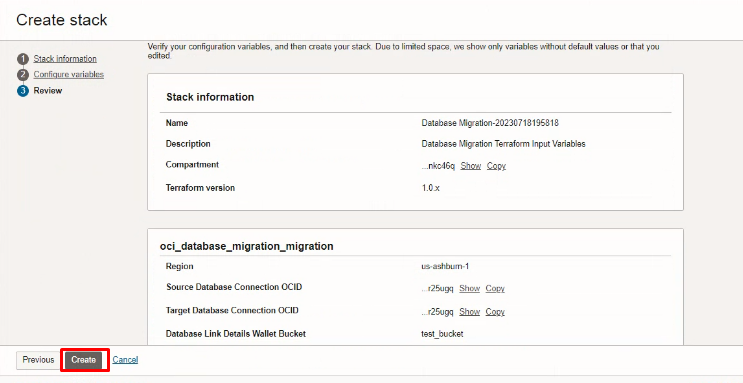 Create stack
1 Stack information
2 Configure variables
3 Review
Verify your configuration variables, and then create your stack. Due to limited space, we show only variables without default values or that you
edited.
Stack information
Name Database MIgration-20230718195818
Description Database Migration Terraform Input Variables
Compartment ...nkc46q Show Copy
Terraform version 1.0.x
oci_database_migration_migration
Region us-ashburn-1
Source Database Connection OCID ...r25ugq Show Copy
Target Database Connection OCID ...r25ugq Show Copy
Database Link Details Wallet Bucket test_bucket
Previous Create Cancel